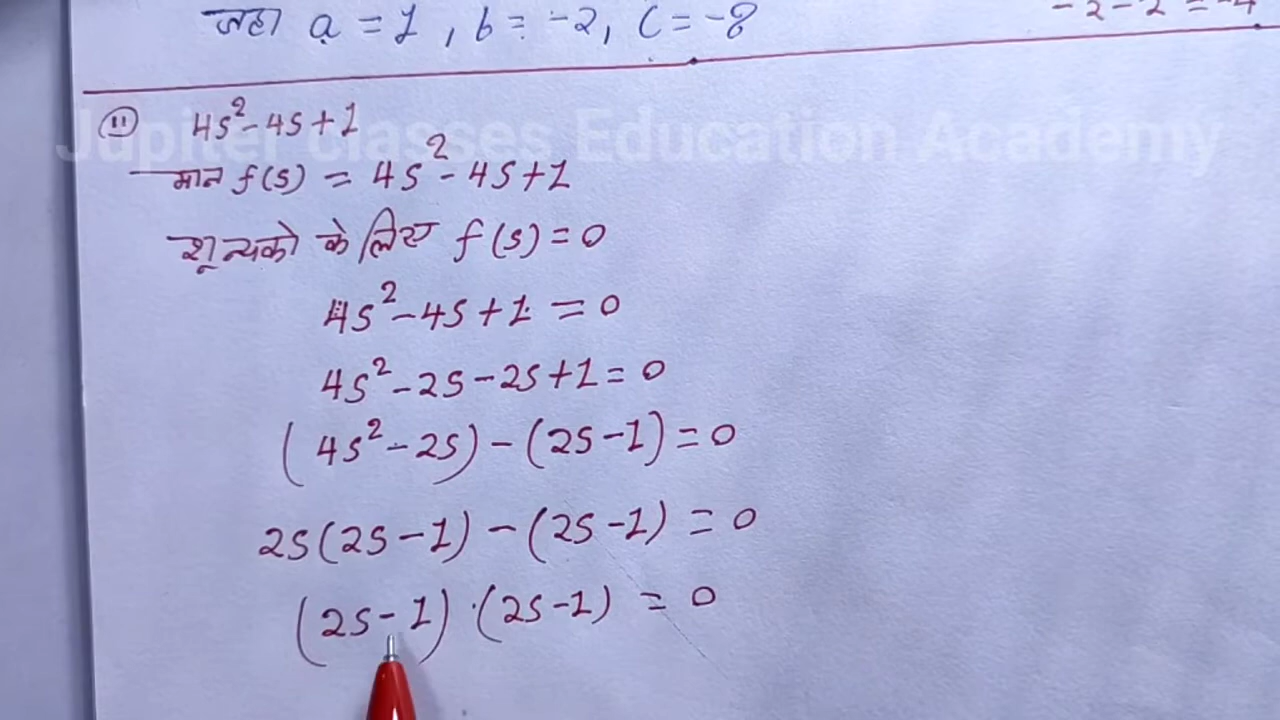 जहा a = 1, b = -2, c = -8
-2-2 = -4
(ii) 4s² - 4s + 1
Jupiter Classes Education Academy
माना f(s) = 4s² - 4s + 1
शून्यको के लिए f(s) = 0
4s² - 4s + 1 = 0
4s² - 2s - 2s + 1 = 0
(4s² - 2s) - (2s - 1) = 0
2s(2s - 1) - (2s - 1) = 0
(2s - 1) · (2s - 1) = 0